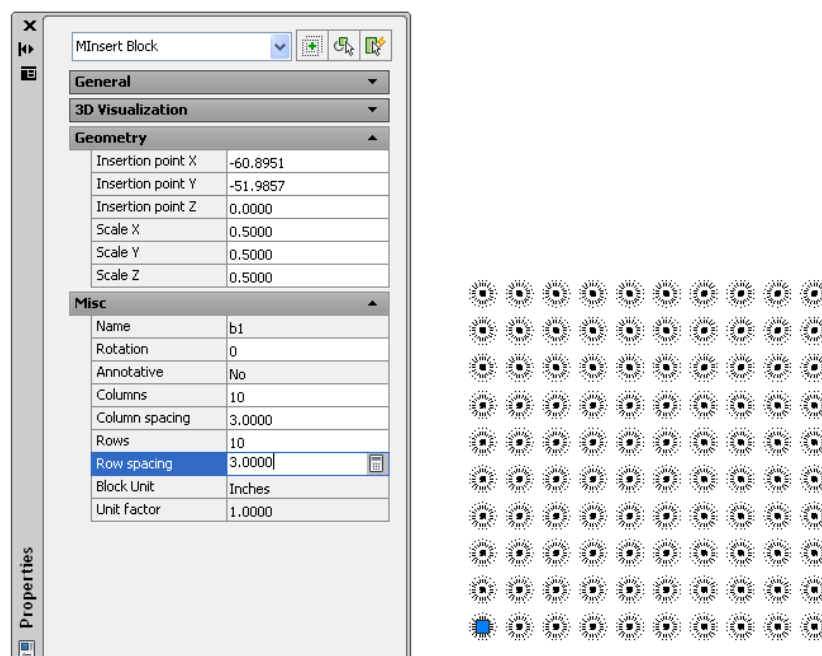 MInsert Block
General
3D Visualization
Geometry
Insertion point X -60.8951
Insertion point Y -51.9857
Insertion point Z 0.0000
Scale X 0.5000
Scale Y 0.5000
Scale Z 0.5000
Misc
Name b1
Rotation 0
Annotative No
Columns 10
Column spacing 3.0000
Rows 10
Row spacing 3.0000
Block Unit Inches
Unit factor 1.0000
Properties